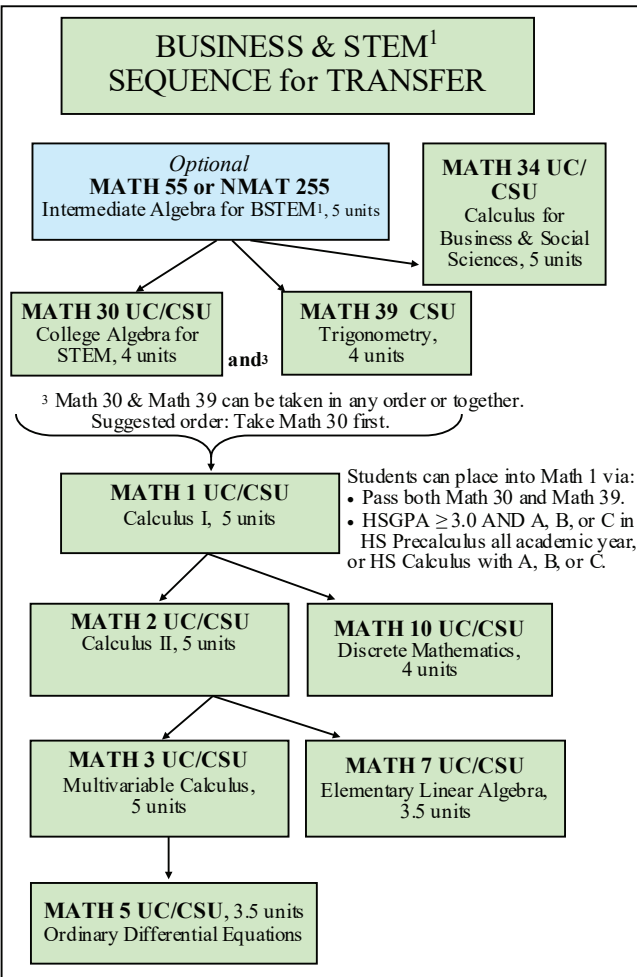 BUSINESS & STEM¹
SEQUENCE for TRANSFER
Optional
MATH 55 or NMAT 255
Intermediate Algebra for BSTEM¹, 5 units
MATH 34 UC/
CSU
Calculus for
Business & Social
Sciences, 5 units
MATH 30 UC/CSU
College Algebra for
STEM, 4 units
and³
MATH 39 CSU
Trigonometry,
4 units
³ Math 30 & Math 39 can be taken in any order or together.
Suggested order: Take Math 30 first.
MATH 1 UC/CSU
Calculus I, 5 units
Students can place into Math 1 via:
• Pass both Math 30 and Math 39.
• HSGPA ≥ 3.0 AND A, B, or C in
HS Precalculus all academic year,
or HS Calculus with A, B, or C.
MATH 2 UC/CSU
Calculus II, 5 units
MATH 10 UC/CSU
Discrete Mathematics,
4 units
MATH 3 UC/CSU
Multivariable Calculus,
5 units
MATH 7 UC/CSU
Elementary Linear Algebra,
3.5 units
MATH 5 UC/CSU, 3.5 units
Ordinary Differential Equations